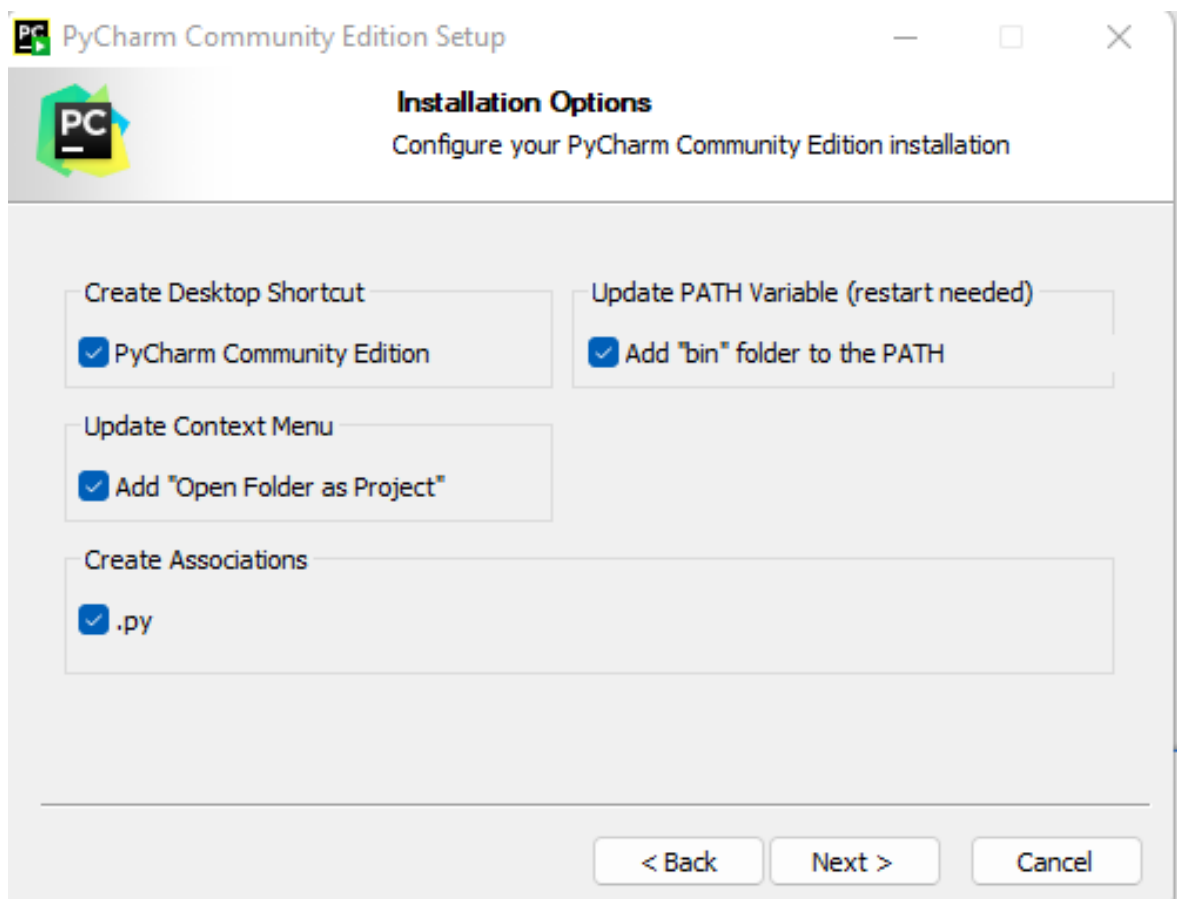 PC PyCharm Community Edition Setup
PC
Installation Options
Configure your PyCharm Community Edition installation
Create Desktop Shortcut
PyCharm Community Edition
Update PATH Variable (restart needed)
Add "bin" folder to the PATH
Update Context Menu
Add "Open Folder as Project"
Create Associations
.py
< Back
Next >
Cancel